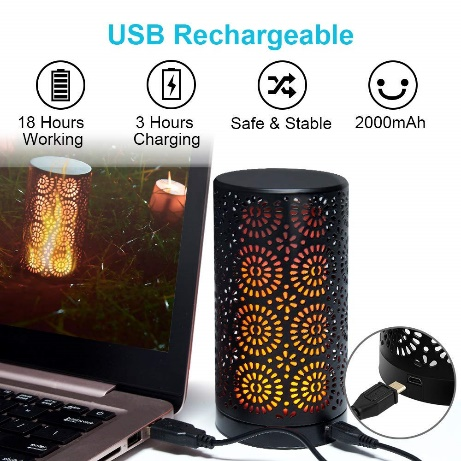 USB Rechargeable
18 Hours
Working
3 Hours
Charging
Safe & Stable
2000mAh